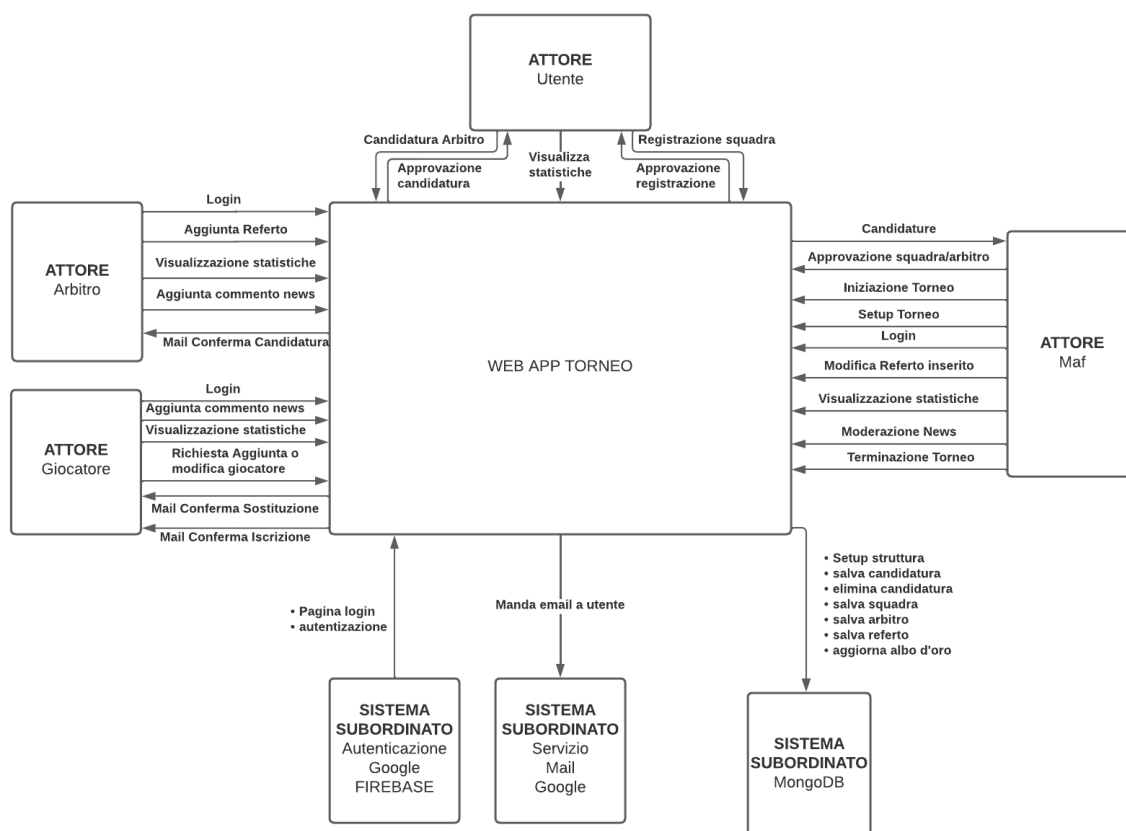 ATTORE
Utente
Candidatura Arbitro
Approvazione
candidatura
Visualizza
statistiche
Registrazione squadra
Approvazione
registrazione
ATTORE
Arbitro
Login
Aggiunta Referto
Visualizzazione statistiche
Aggiunta commento news
Mail Conferma Candidatura
ATTORE
Giocatore
Login
Aggiunta commento news
Visualizzazione statistiche
Richiesta Aggiunta o
modifica giocatore
Mail Conferma Sostituzione
Mail Conferma Iscrizione
WEB APP TORNEO
Candidature
Approvazione squadra/arbitro
Iniziazione Torneo
Setup Torneo
Login
Modifica Referto inserito
Visualizzazione statistiche
Moderazione News
Terminazione Torneo
ATTORE
Maf
• Pagina login
• autentizazione
Manda email a utente
• Setup struttura
• salva candidatura
• elimina candidatura
• salva squadra
• salva arbitro
• salva referto
• aggiorna albo d'oro
SISTEMA
SUBORDINATO
Autenticazione
Google
FIREBASE
SISTEMA
SUBORDINATO
Servizio
Mail
Google
SISTEMA
SUBORDINATO
MongoDB